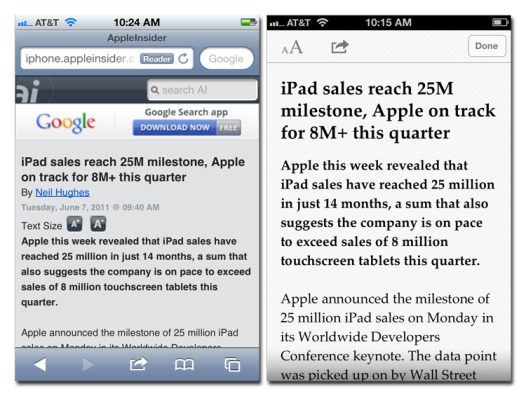 AT&T 10:24 AM
AppleInsider
iphone.appleinsider.c Reader Google
ai search AI
Google Google Search app
DOWNLOAD NOW FREE
iPad sales reach 25M milestone, Apple
on track for 8M+ this quarter
By Neil Hughes
Tuesday, June 7, 2011 @ 09:40 AM
Text Size A A
Apple this week revealed that iPad sales have
reached 25 million in just 14 months, a sum that
also suggests the company is on pace to exceed
sales of 8 million touchscreen tablets this
quarter.
Apple announced the milestone of 25 million iPad
sales on Monday in its Worldwide Developers
AT&T 10:15 AM
AA Done
iPad sales reach 25M
milestone, Apple on track
for 8M+ this quarter
Apple this week revealed that
iPad sales have reached 25 million
in just 14 months, a sum that also
suggests the company is on pace
to exceed sales of 8 million
touchscreen tablets this quarter.
Apple announced the milestone of
25 million iPad sales on Monday in
its Worldwide Developers
Conference keynote. The data point
was picked up on by Wall Street